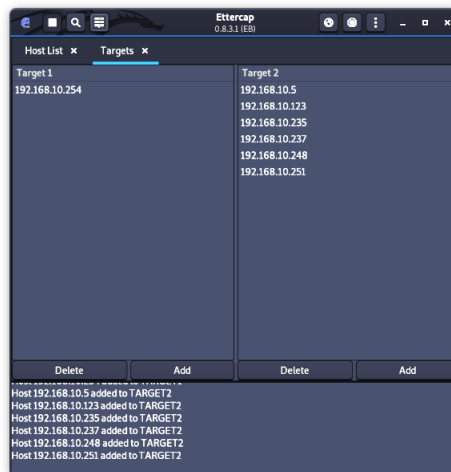 Ettercap
0.8.3.1 (EB)
Host List
Targets
Target 1
192.168.10.254
Target 2
192.168.10.5
192.168.10.123
192.168.10.235
192.168.10.237
192.168.10.248
192.168.10.251
Delete
Add
Delete
Add
Host 192.168.10.5 added to TARGET2
Host 192.168.10.123 added to TARGET2
Host 192.168.10.235 added to TARGET2
Host 192.168.10.237 added to TARGET2
Host 192.168.10.248 added to TARGET2
Host 192.168.10.251 added to TARGET2